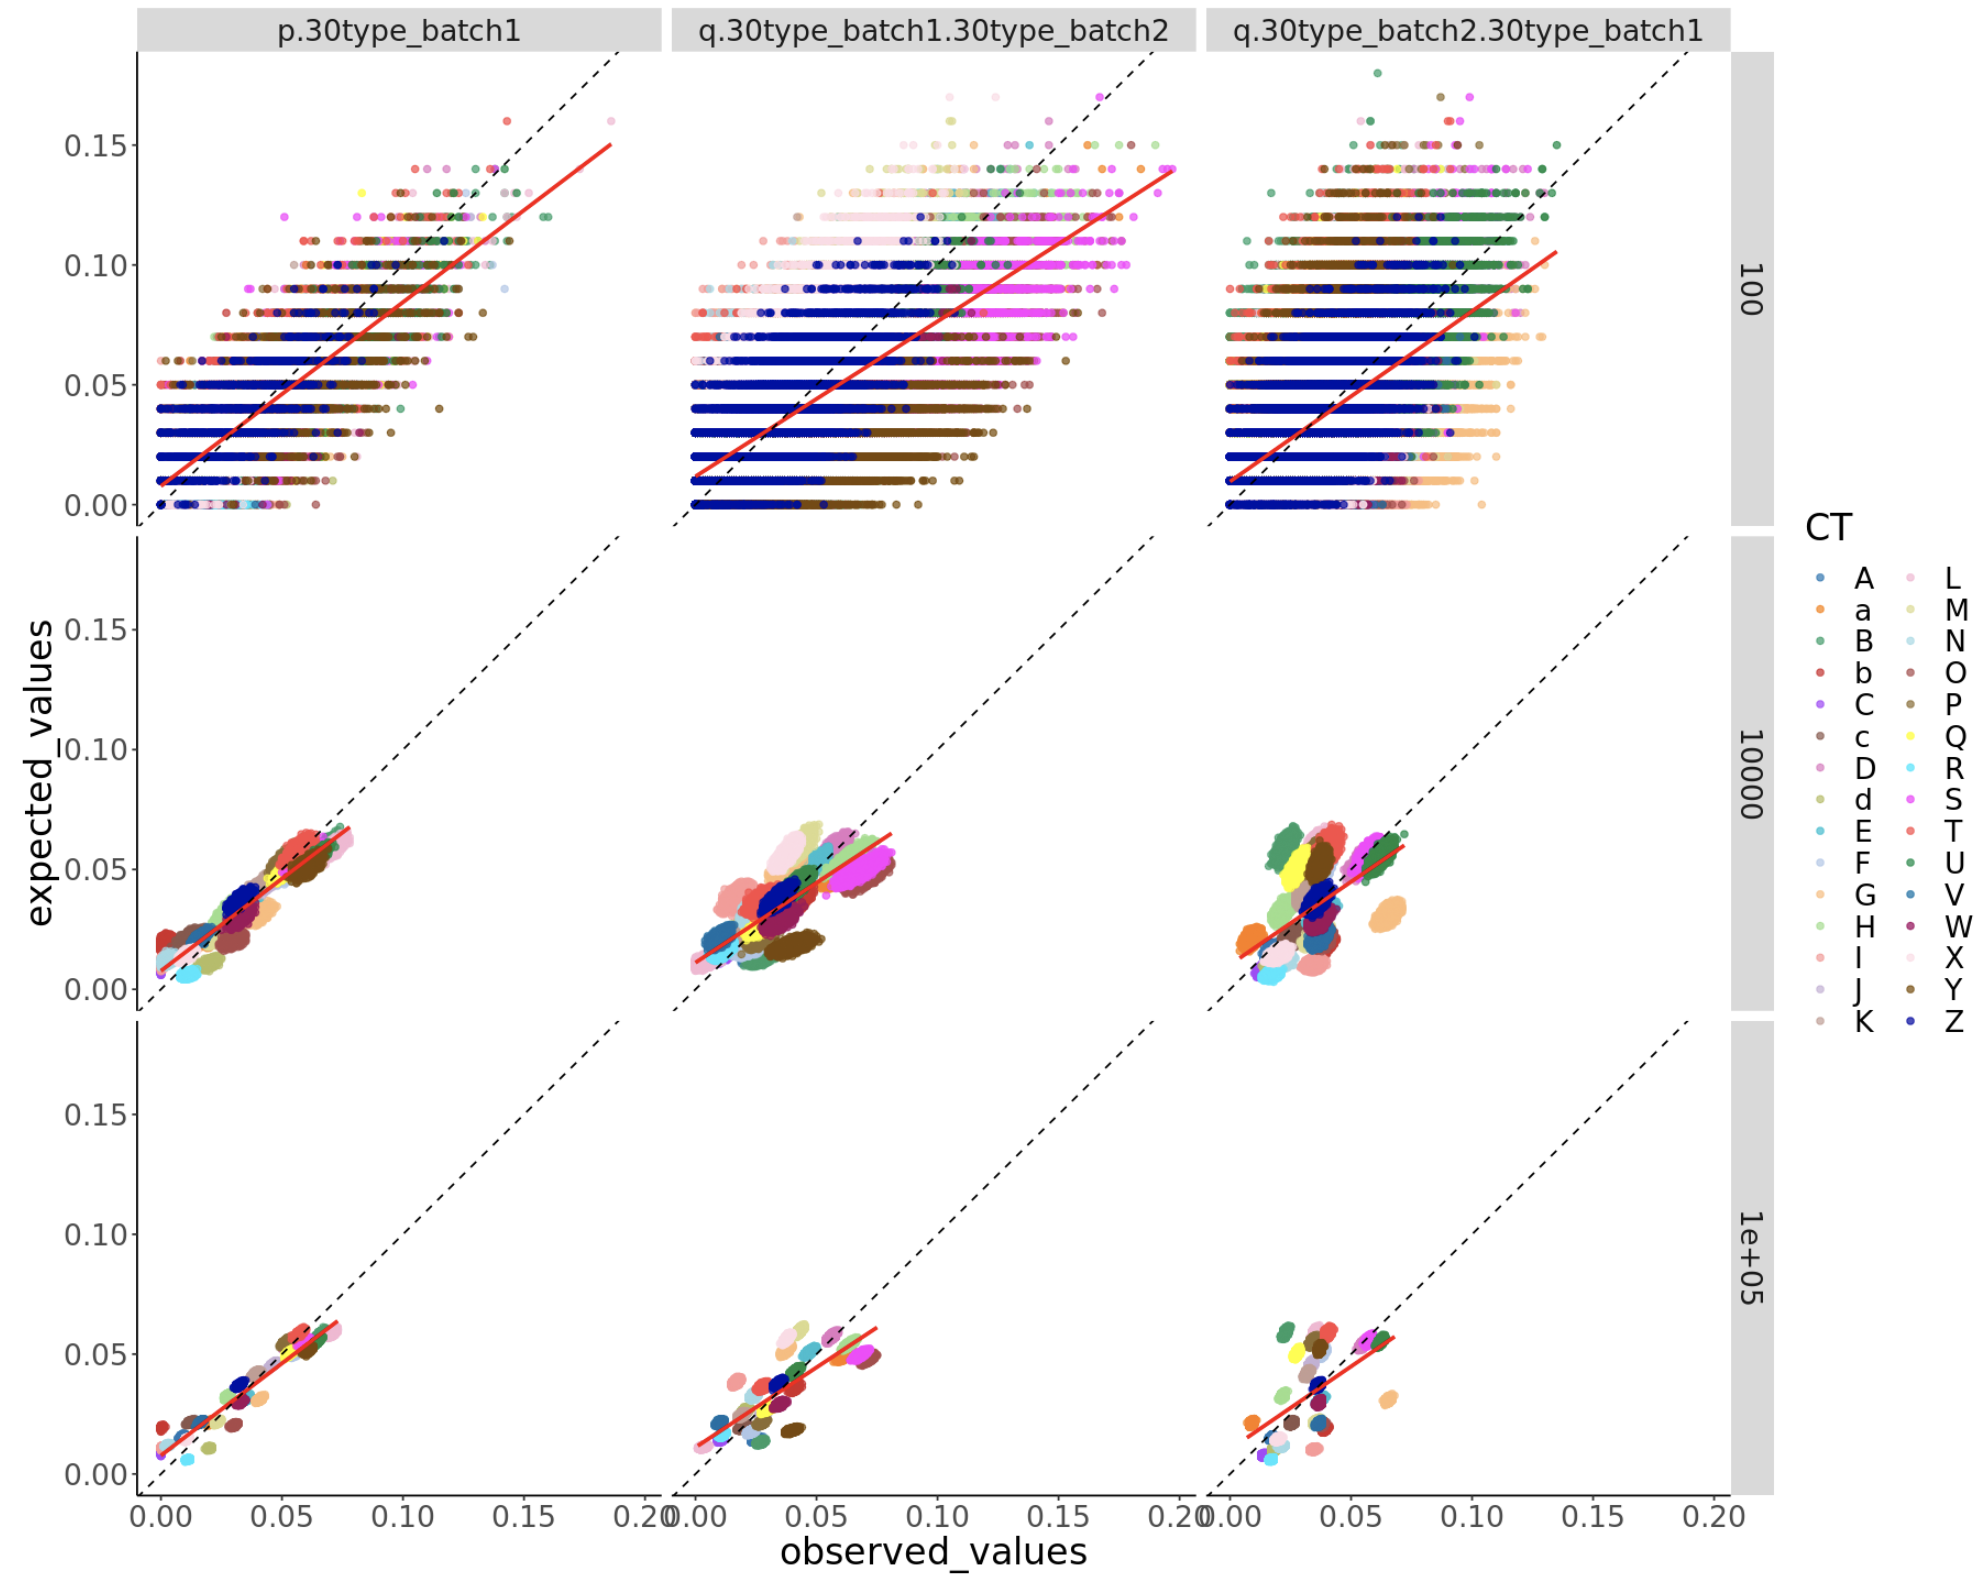 p.30type_batch1 q.30type_batch1.30type_batch2 q.30type_batch2.30type_batch1
0.15
0.10
0.05
0.00
100
0.15
0.10
0.05
0.00
10000
0.15
0.10
0.05
0.00
1e+05
expected_values
0.00 0.05 0.10 0.15 0.20 0.00 0.05 0.10 0.15 0.20 0.00 0.05 0.10 0.15 0.20
observed_values
CT
A L
a M
B N
b O
C P
c Q
D R
d S
E T
F U
G V
H W
I X
J Y
K Z